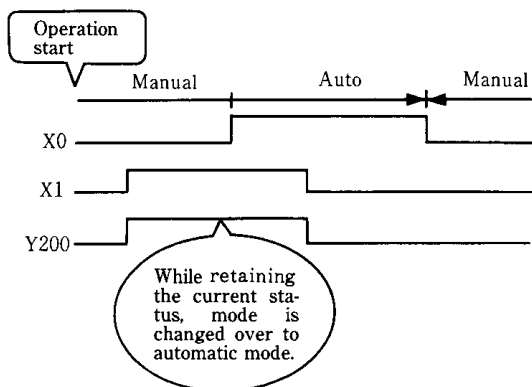 Operation
start
Manual Auto Manual
X0
X1
Y200
While retaining
the current sta-
tus, mode is
changed over to
automatic mode.